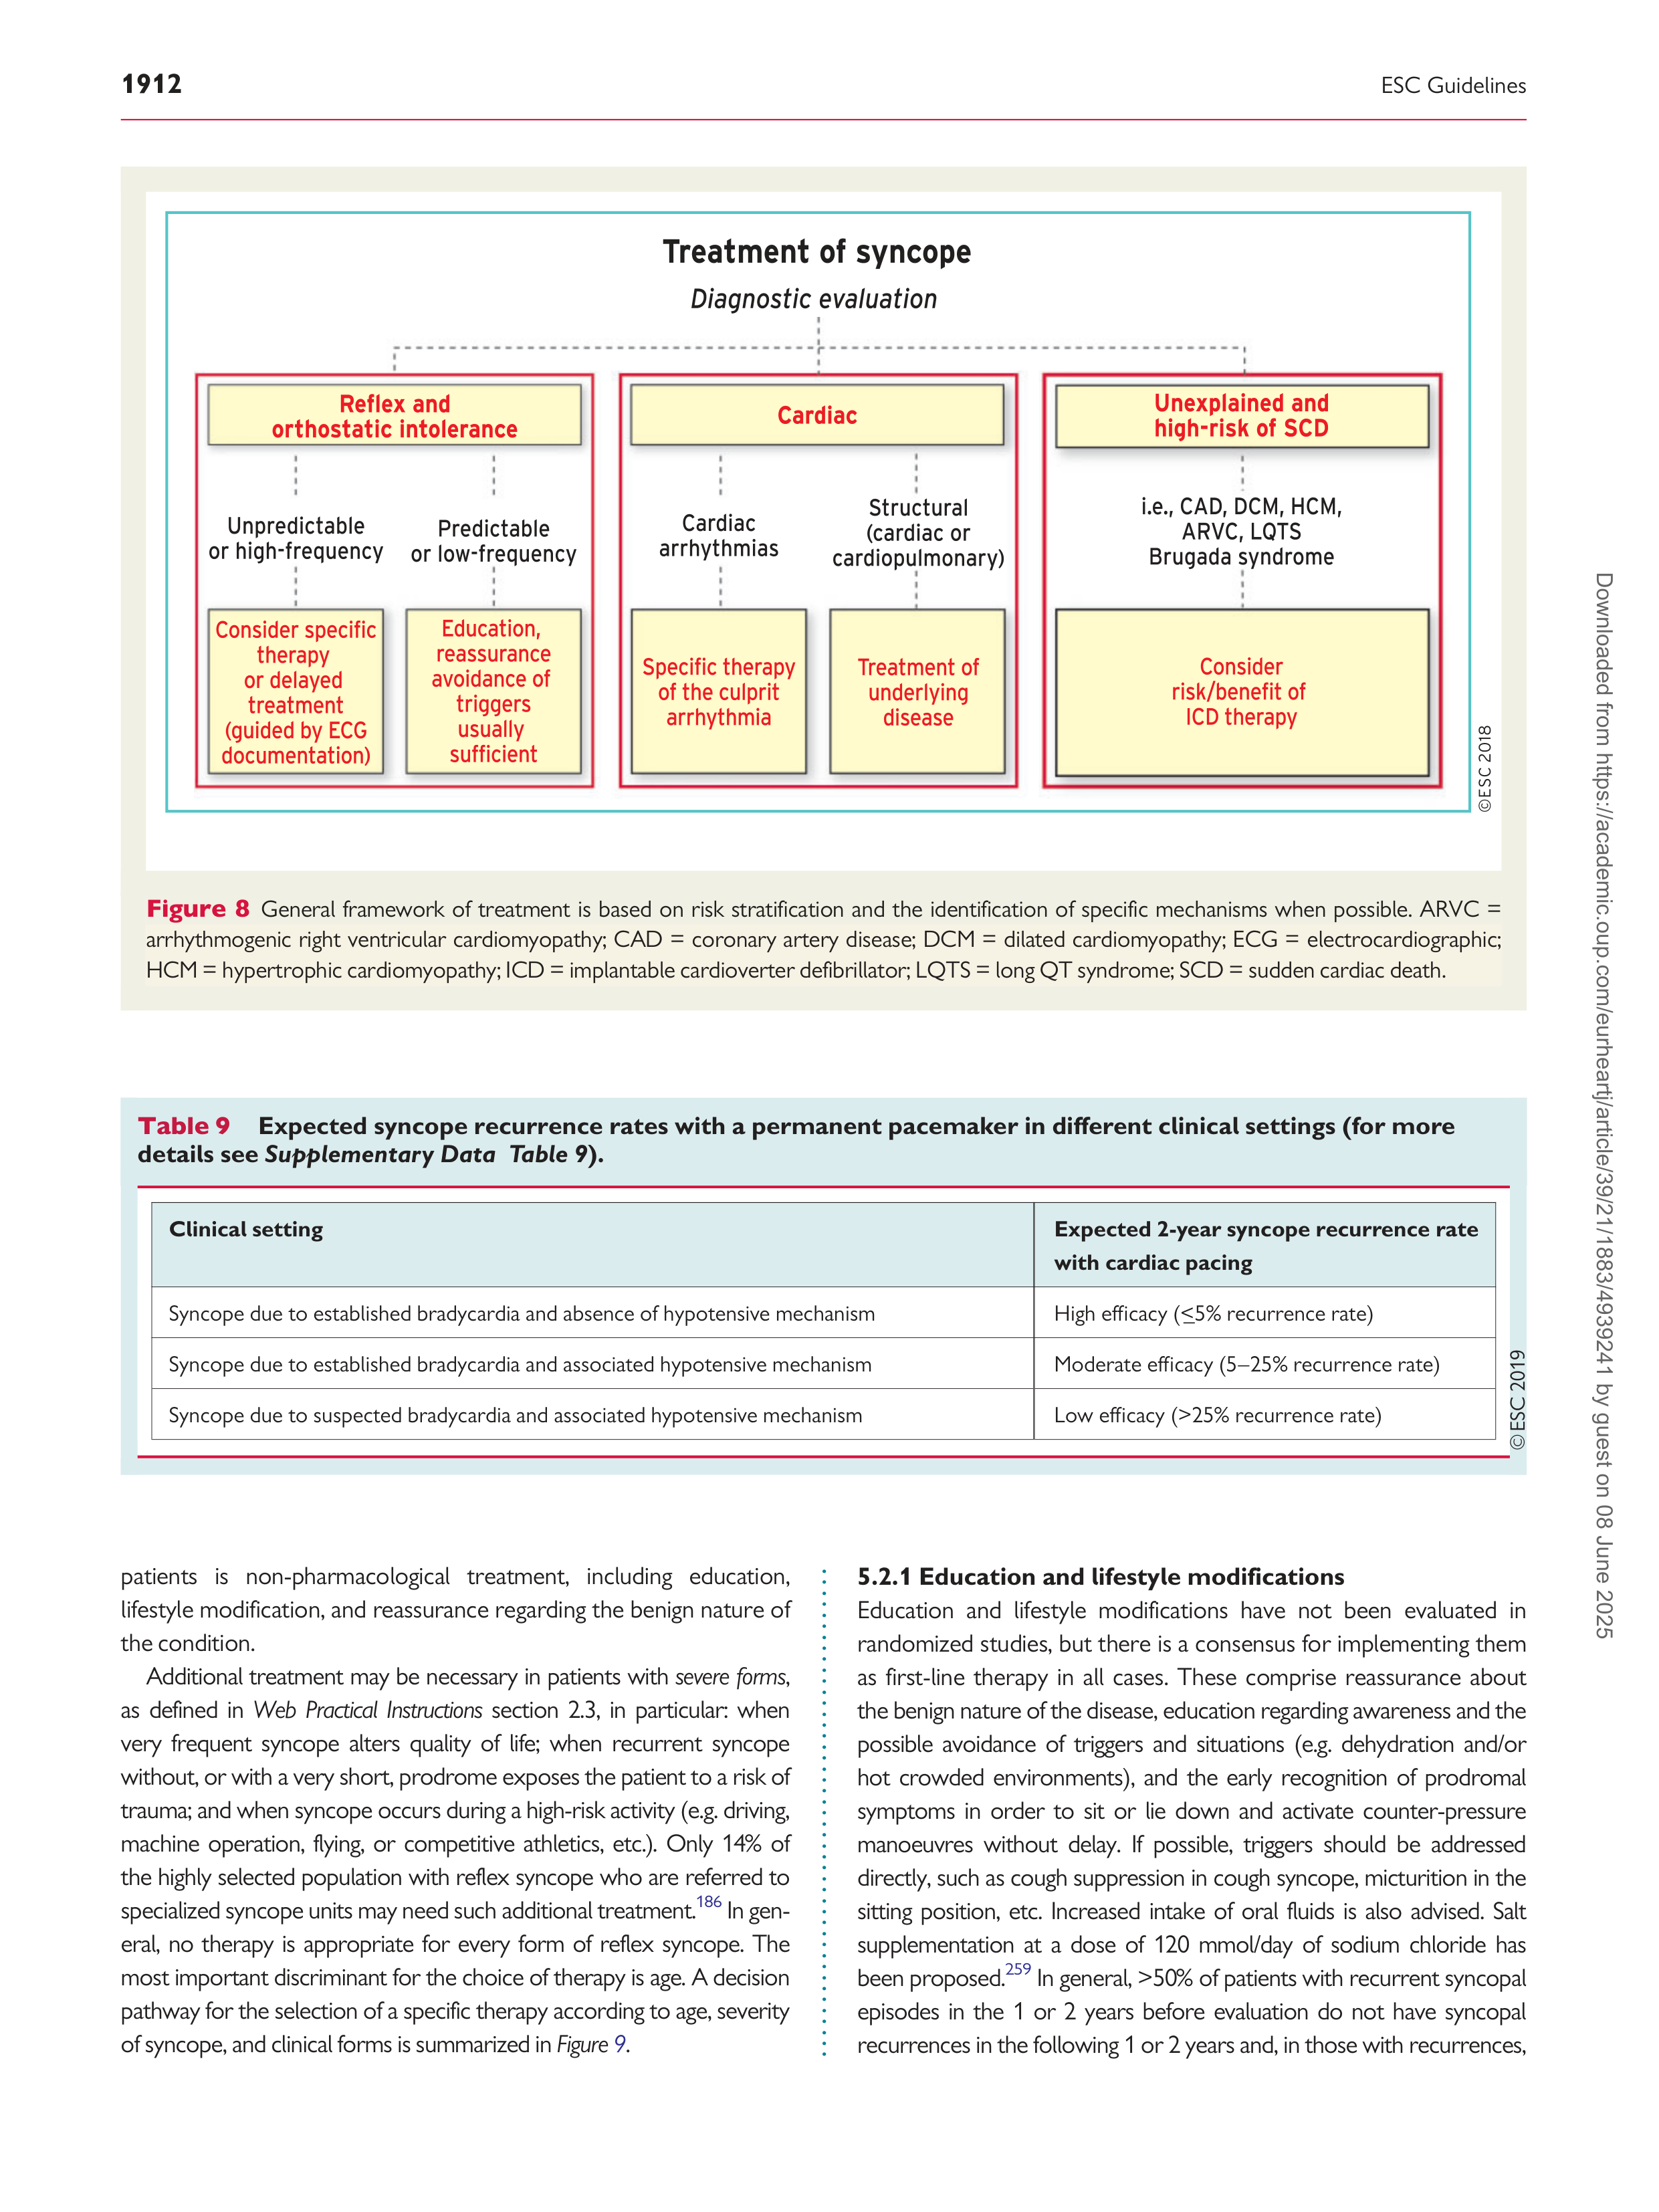 1912
ESC Guidelines
Treatment of syncope
Diagnostic evaluation
Reflex and
orthostatic intolerance
Unpredictable
or high-frequency
Predictable
or low-frequency
Consider specific
therapy
or delayed
treatment
(guided by ECG
documentation)
Education,
reassurance
avoidance of
triggers
usually
sufficient
Cardiac
Cardiac
arrhythmias
Structural
(cardiac or
cardiopulmonary)
Specific therapy
of the culprit
arrhythmia
Treatment of
underlying
disease
Unexplained and
high-risk of SCD
i.e., CAD, DCM, HCM,
ARVC, LQTS
Brugada syndrome
Consider
risk/benefit of
ICD therapy
©ESC 2018
Figure 8 General framework of treatment is based on risk stratification and the identification of specific mechanisms when possible. ARVC =
arrhythmogenic right ventricular cardiomyopathy; CAD = coronary artery disease; DCM = dilated cardiomyopathy; ECG = electrocardiographic;
HCM = hypertrophic cardiomyopathy; ICD = implantable cardioverter defibrillator; LQTS = long QT syndrome; SCD = sudden cardiac death.
Table 9 Expected syncope recurrence rates with a permanent pacemaker in different clinical settings (for more
details see Supplementary Data Table 9).
Clinical setting
Expected 2-year syncope recurrence rate
with cardiac pacing
Syncope due to established bradycardia and absence of hypotensive mechanism
High efficacy (≤5% recurrence rate)
Syncope due to established bradycardia and associated hypotensive mechanism
Moderate efficacy (5–25% recurrence rate)
Syncope due to suspected bradycardia and associated hypotensive mechanism
Low efficacy (>25% recurrence rate)
©ESC 2019
patients is non-pharmacological treatment, including education,
lifestyle modification, and reassurance regarding the benign nature of
the condition.
Additional treatment may be necessary in patients with severe forms,
as defined in Web Practical Instructions section 2.3, in particular: when
very frequent syncope alters quality of life; when recurrent syncope
without, or with a very short, prodrome exposes the patient to a risk of
trauma; and when syncope occurs during a high-risk activity (e.g. driving,
machine operation, flying, or competitive athletics, etc.). Only 14% of
the highly selected population with reflex syncope who are referred to
specialized syncope units may need such additional treatment.186 In gen-
eral, no therapy is appropriate for every form of reflex syncope. The
most important discriminant for the choice of therapy is age. A decision
pathway for the selection of a specific therapy according to age, severity
of syncope, and clinical forms is summarized in Figure 9.
5.2.1 Education and lifestyle modifications
Education and lifestyle modifications have not been evaluated in
randomized studies, but there is a consensus for implementing them
as first-line therapy in all cases. These comprise reassurance about
the benign nature of the disease, education regarding awareness and the
possible avoidance of triggers and situations (e.g. dehydration and/or
hot crowded environments), and the early recognition of prodromal
symptoms in order to sit or lie down and activate counter-pressure
manoeuvres without delay. If possible, triggers should be addressed
directly, such as cough suppression in cough syncope, micturition in the
sitting position, etc. Increased intake of oral fluids is also advised. Salt
supplementation at a dose of 120 mmol/day of sodium chloride has
been proposed.259 In general, >50% of patients with recurrent syncopal
episodes in the 1 or 2 years before evaluation do not have syncopal
recurrences in the following 1 or 2 years and, in those with recurrences,
Downloaded from https://academic.oup.com/eurheartj/article/39/21/1883/4939241 by guest on 08 June 2025